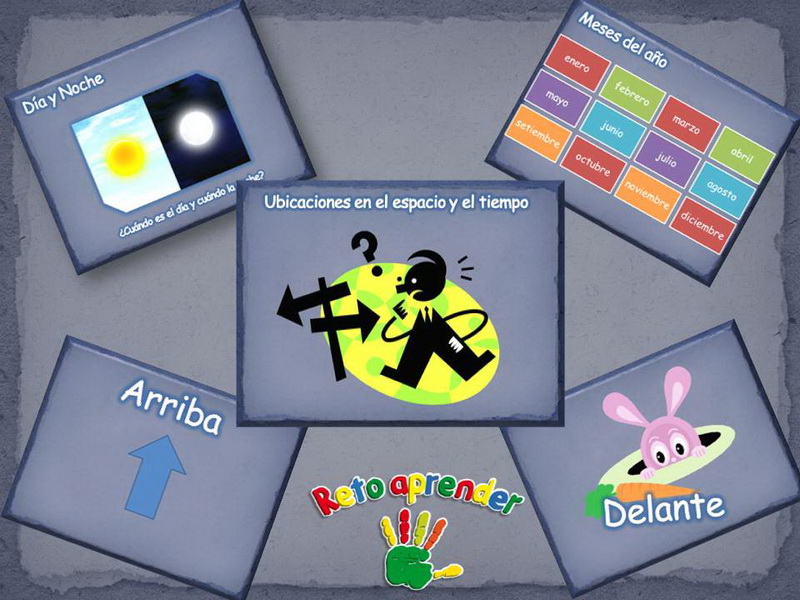 Día y Noche
¿Cuándo es el día y cuándo la noche?
Meses del año
enero
febrero
marzo
abril
mayo
junio
julio
agosto
setiembre
octubre
noviembre
diciembre
Ubicaciones en el espacio y el tiempo
?
Arriba
Delante
Reto aprender